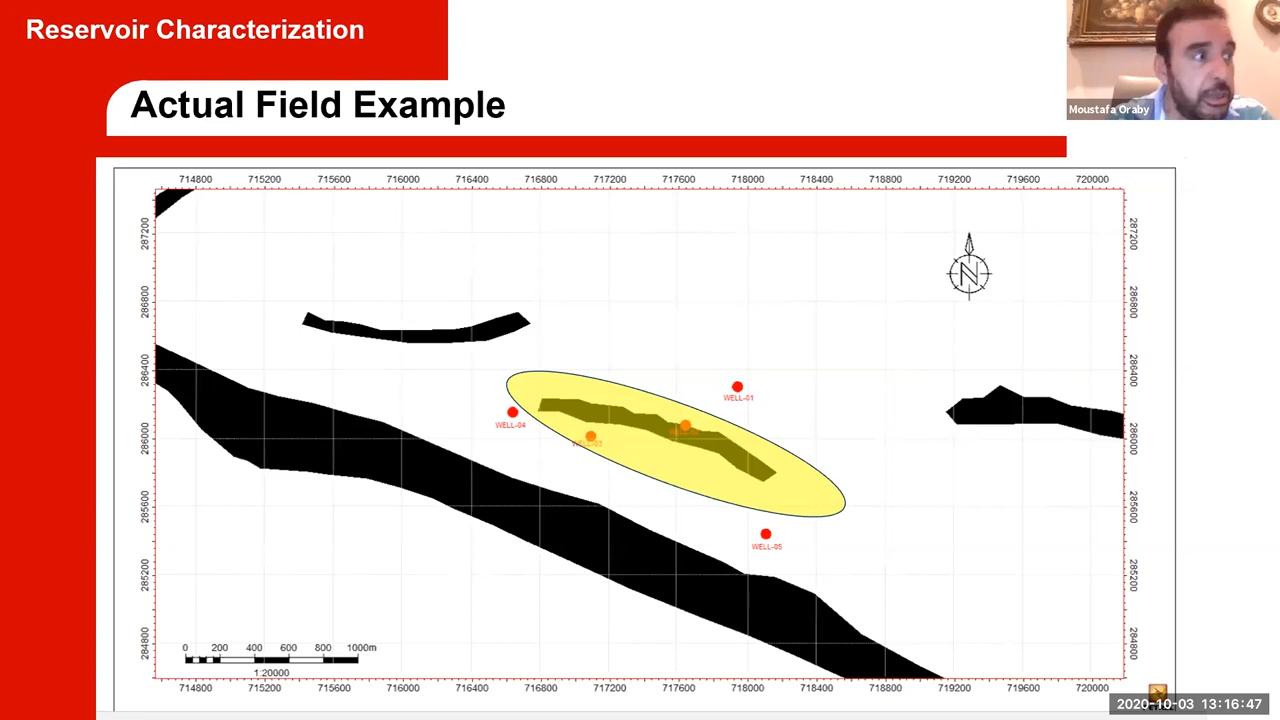 Reservoir Characterization
Moustafa Oraby
Actual Field Example
714800 715200 715600 716000 716400 716800 717200 717600 718000 718400 718800 719200 719600 720000
287200
286800
286400
286000
285600
285200
284800
N
WELL-01
WELL-04
WELL-03
WELL-05
287200
286800
286400
286000
285600
285200
284800
0 200 400 600 800 1000m
1:20000
714800 715200 715600 716000 716400 716800 717200 717600 718000 718400 718800 719200 719600 720000
2020-10-03 13:16:47